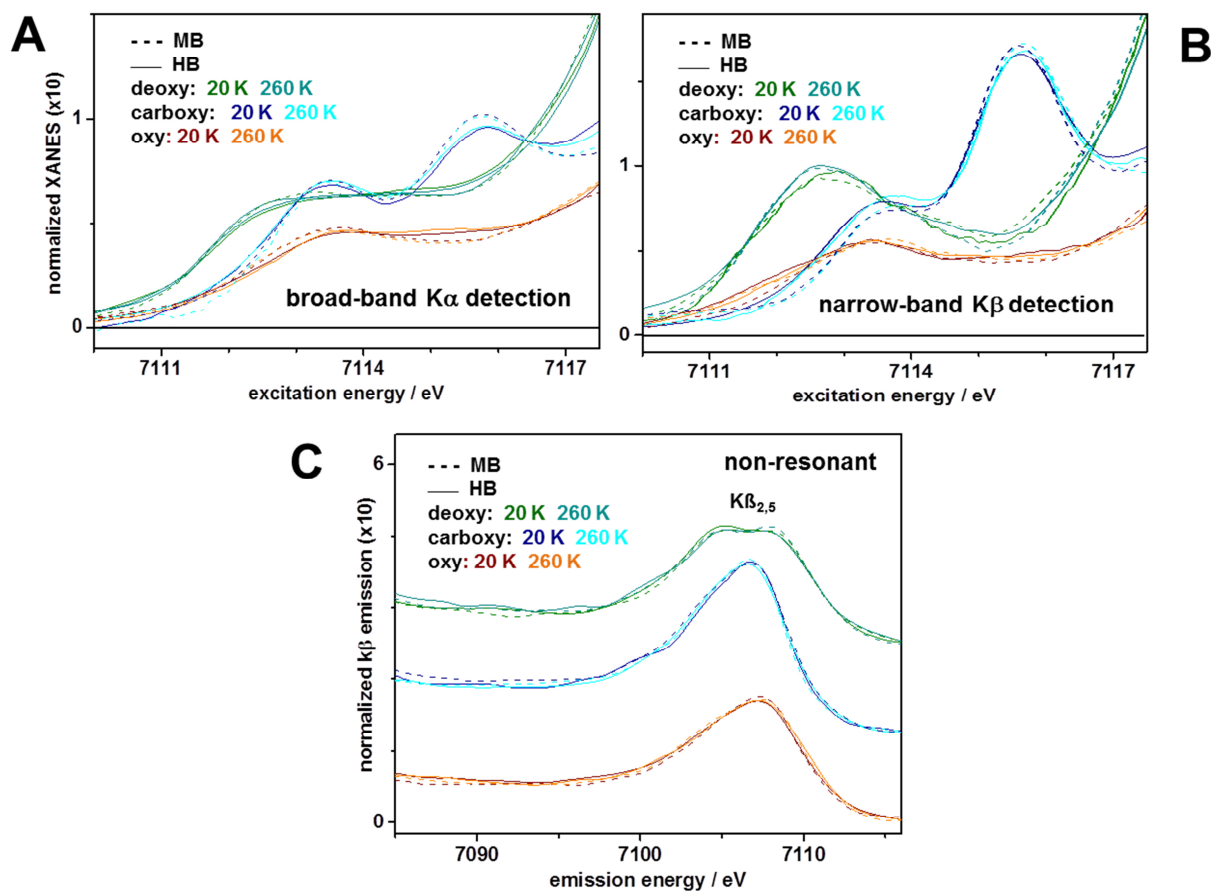 A
MB
HB
deoxy: 20 K 260 K
carboxy: 20 K 260 K
oxy: 20 K 260 K
1
0
normalized XANES (x10)
broad-band Kα detection
7111 7114 7117
excitation energy / eV
B
MB
HB
deoxy: 20 K 260 K
carboxy: 20 K 260 K
oxy: 20 K 260 K
1
0
narrow-band Kβ detection
7111 7114 7117
excitation energy / eV
C
MB
HB
deoxy: 20 K 260 K
carboxy: 20 K 260 K
oxy: 20 K 260 K
non-resonant
Kß2,5
6
0
normalized kβ emission (x10)
7090 7100 7110
emission energy / eV